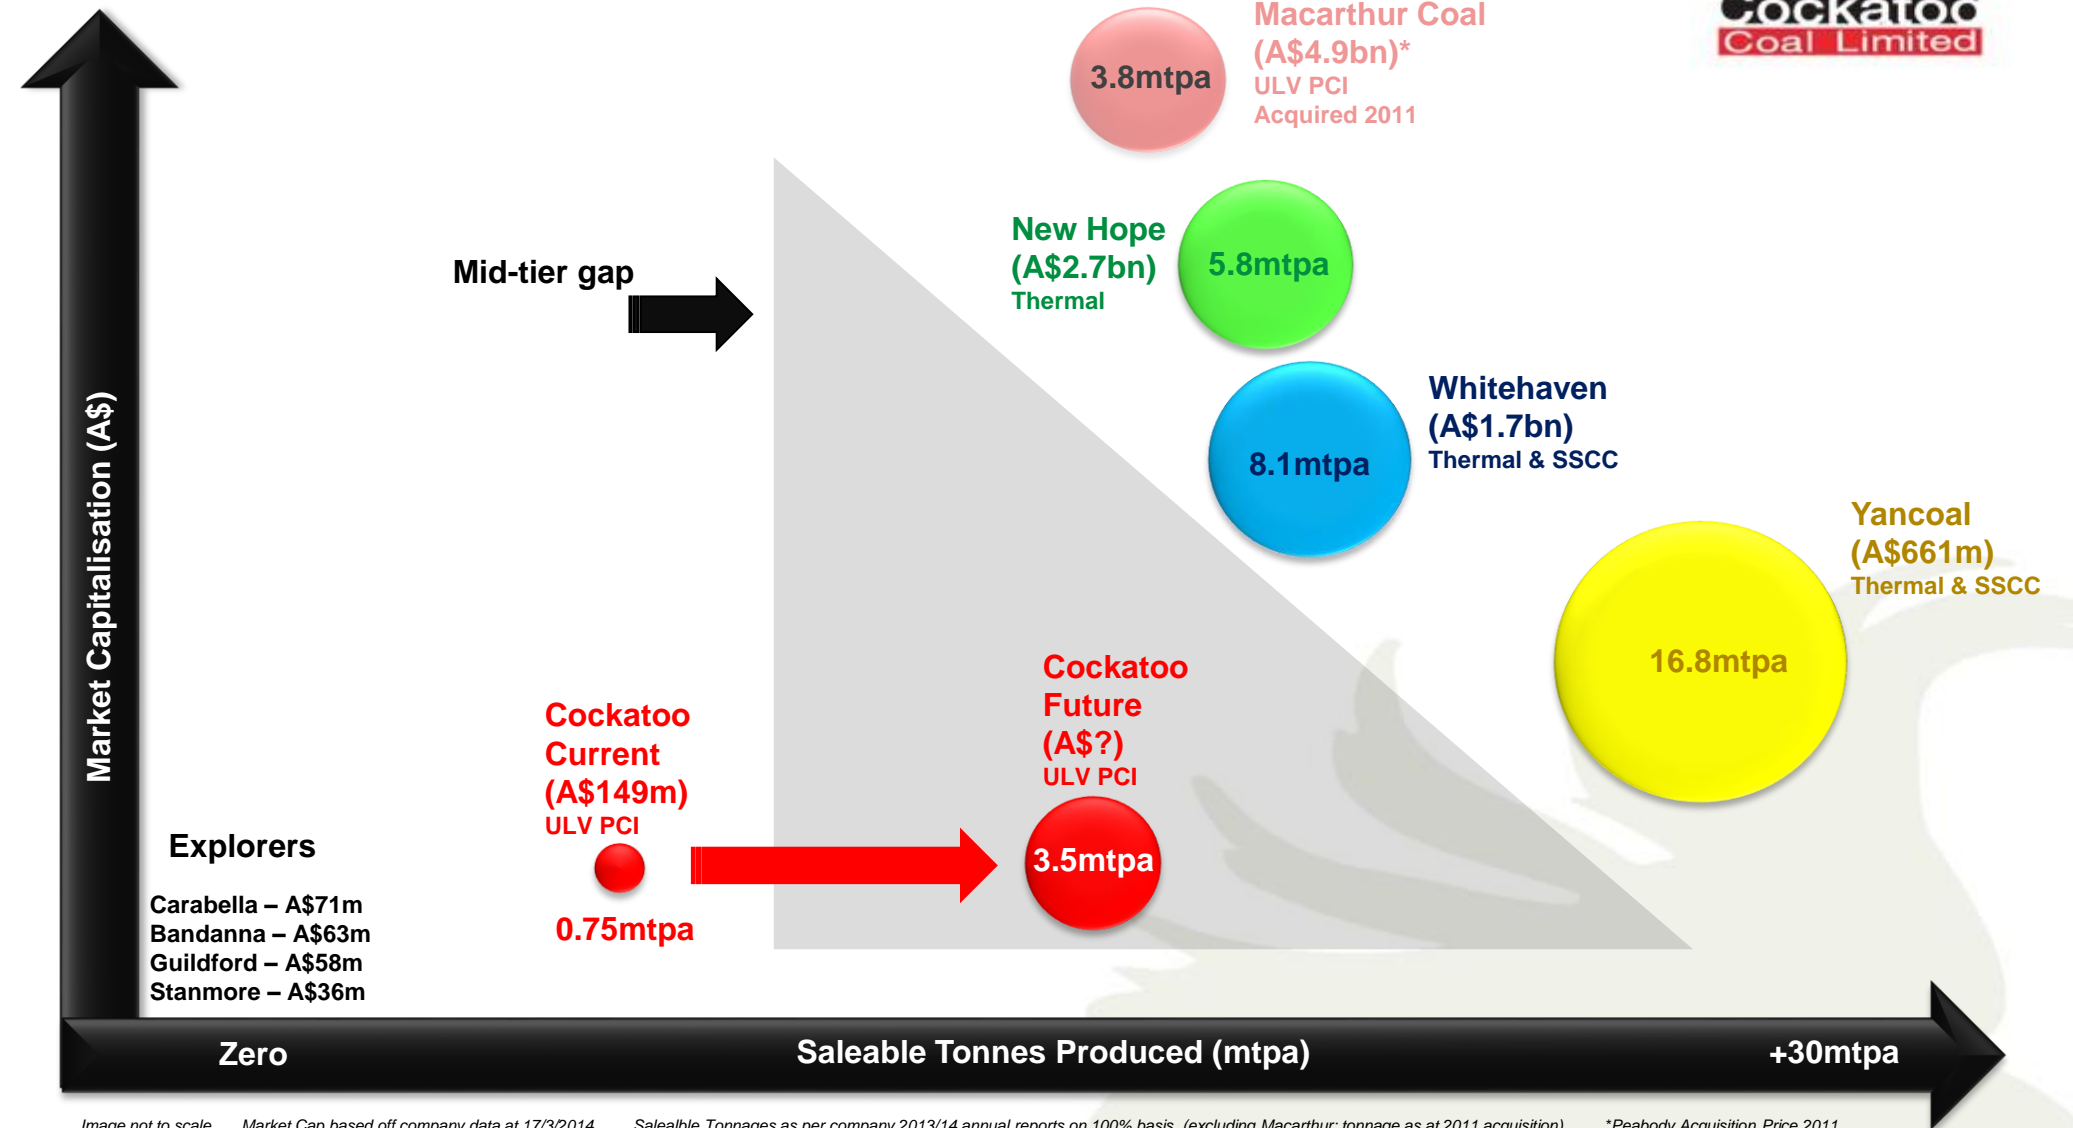 Cockatoo
Coal Limited
Macarthur Coal
(A$4.9bn)*
ULV PCI
Acquired 2011
3.8mtpa
New Hope
(A$2.7bn)
Thermal
5.8mtpa
Mid-tier gap
Whitehaven
(A$1.7bn)
Thermal & SSCC
8.1mtpa
Yancoal
(A$661m)
Thermal & SSCC
16.8mtpa
Market Capitalisation (A$)
Cockatoo
Future
(A$?)
ULV PCI
3.5mtpa
Cockatoo
Current
(A$149m)
ULV PCI
0.75mtpa
Explorers
Carabella – A$71m
Bandanna – A$63m
Guildford – A$58m
Stanmore – A$36m
Zero
Saleable Tonnes Produced (mtpa)
+30mtpa
Image not to scale Market Cap based off company data at 17/3/2014 Salealble Tonnages as per company 2013/14 annual reports on 100% basis (excluding Macarthur: tonnage as at 2011 acquisition) *Peabody Acquisition Price 2011